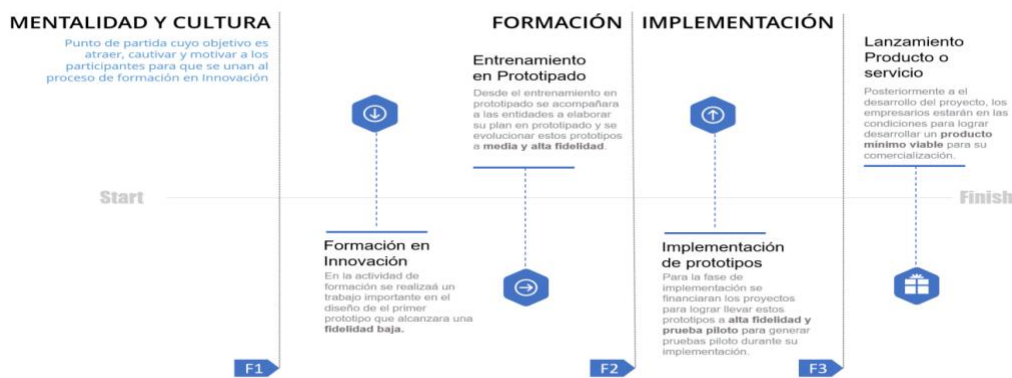 MENTALIDAD Y CULTURA
Punto de partida cuyo objetivo es
atraer, cautivar y motivar a los
participantes para que se unan al
proceso de formación en Innovación
FORMACIÓN
Entrenamiento
en Prototipado
Desde el entrenamiento en
prototipado se acompañara
a las entidades a elaborar
su plan en prototipado y se
evolucionar estos prototipos
a media y alta fidelidad.
IMPLEMENTACIÓN
Lanzamiento
Producto o
servicio
Posteriormente a el
desarrollo del proyecto, los
empresarios estarán en las
condiciones para lograr
desarrollar un producto
mínimo viable para su
comercialización.
Start
Finish
Formación en
Innovación
En la actividad de
formación se realizaá un
trabajo importante en el
diseño de el primer
prototipo que alcanzara una
fidelidad baja.
Implementación
de prototipos
Para la fase de
implementación se
financiaran los proyectos
para lograr llevar estos
prototipos a alta fidelidad y
prueba piloto para generar
pruebas piloto durante su
implementación.
F1
F2
F3